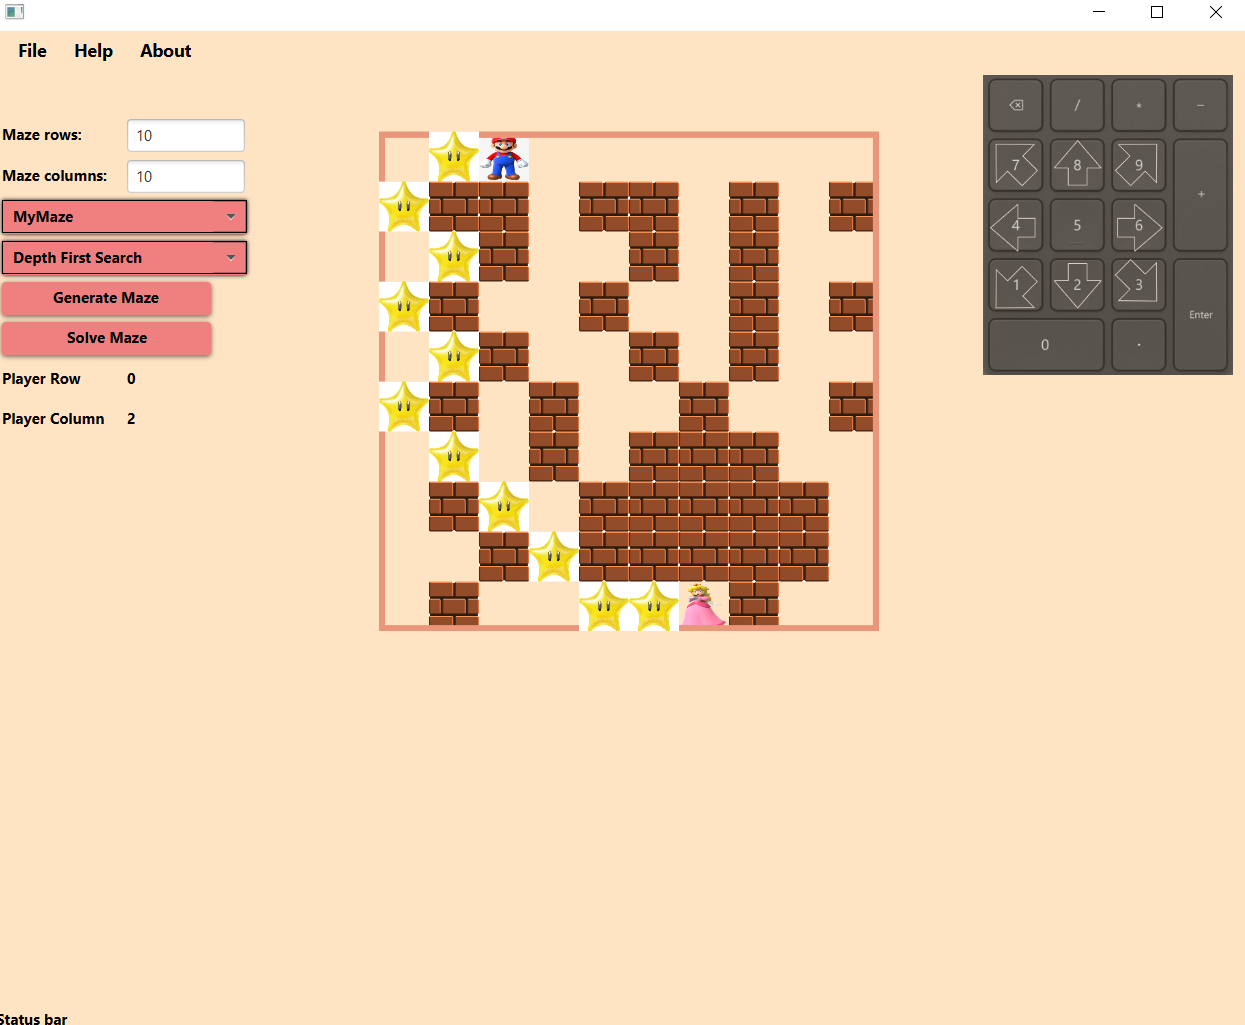 File Help About
Maze rows: 10
Maze columns: 10
MyMaze
Depth First Search
Generate Maze
Solve Maze
Player Row 0
Player Column 2
/ * −
7 8 9 +
4 5 6
1 2 3 Enter
0 .
Status bar